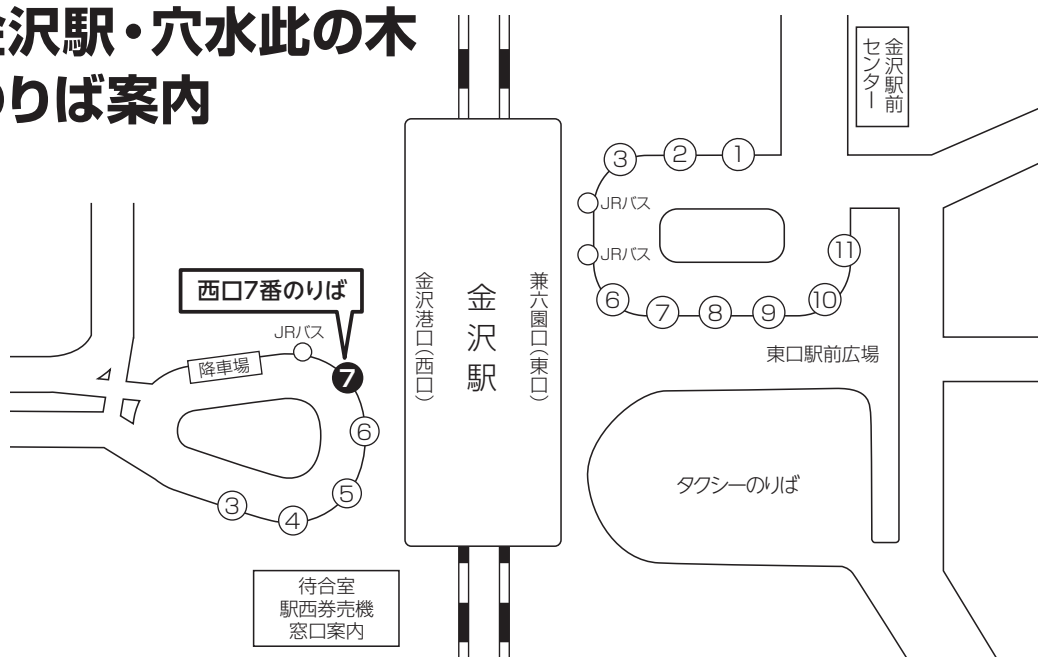 金沢駅・穴水此の木
のりば案内
金沢駅前
センター
③
②
①
JRバス
JRバス
⑪
⑥
⑦
⑧
⑨
⑩
東口駅前広場
タクシーのりば
兼六園口(東口)
金沢駅
金沢港口(西口)
西口7番のりば
JRバス
降車場
7
⑥
⑤
④
③
待合室
駅西券売機
窓口案内